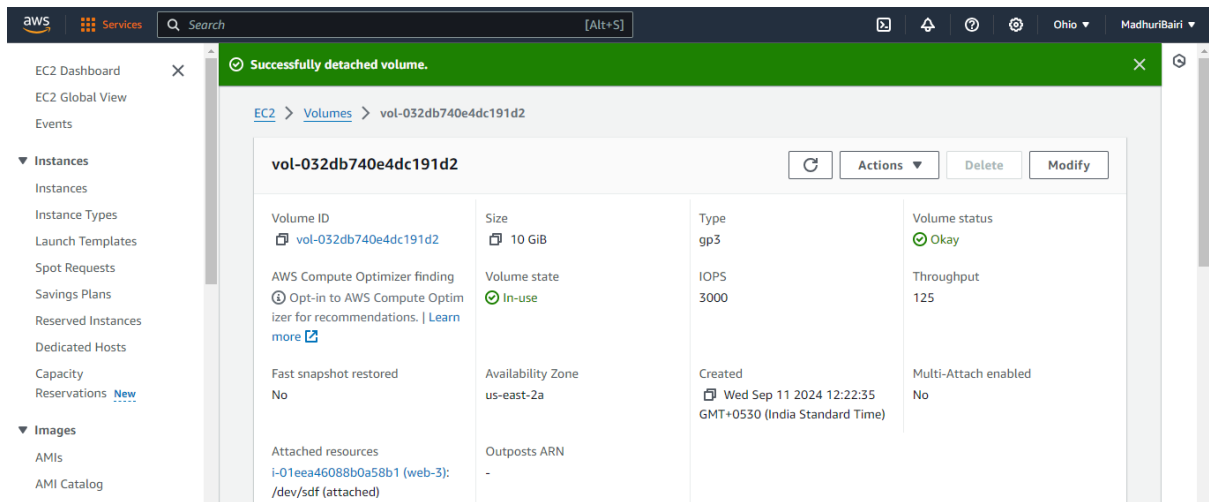 aws
Services
Search
[Alt+S]
Ohio
MadhuriBairi
EC2 Dashboard
EC2 Global View
Events
Instances
Instances
Instance Types
Launch Templates
Spot Requests
Savings Plans
Reserved Instances
Dedicated Hosts
Capacity
Reservations New
Images
AMIs
AMI Catalog
Successfully detached volume.
EC2 > Volumes > vol-032db740e4dc191d2
vol-032db740e4dc191d2
Actions
Delete
Modify
Volume ID
vol-032db740e4dc191d2
Size
10 GiB
Type
gp3
Volume status
Okay
AWS Compute Optimizer finding
Opt-in to AWS Compute Optim
izer for recommendations. | Learn
more
Volume state
In-use
IOPS
3000
Throughput
125
Fast snapshot restored
No
Availability Zone
us-east-2a
Created
Wed Sep 11 2024 12:22:35
GMT+0530 (India Standard Time)
Multi-Attach enabled
No
Attached resources
i-01eea46088b0a58b1 (web-3):
/dev/sdf (attached)
Outposts ARN
-